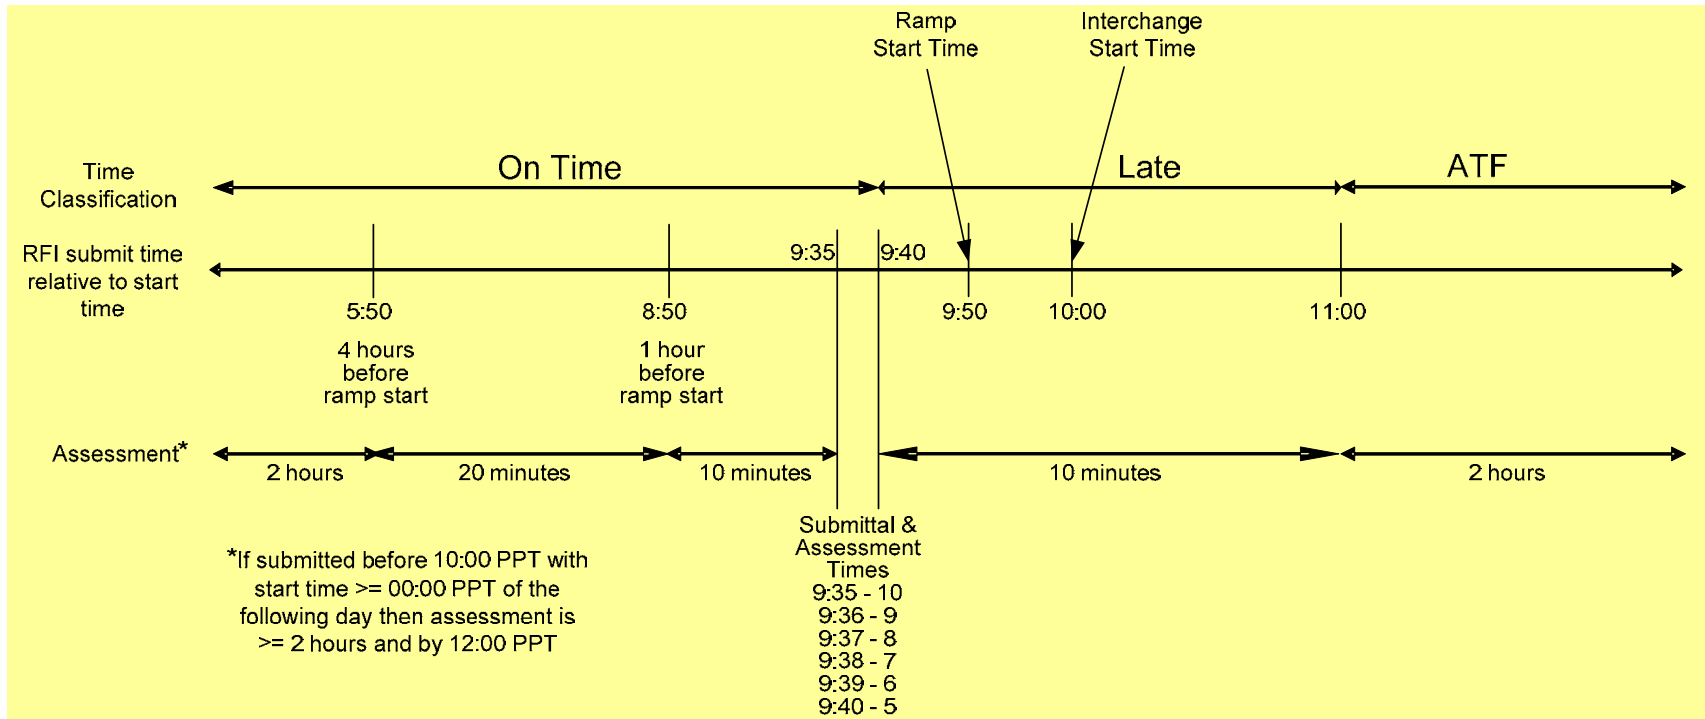 Ramp
Start Time
Interchange
Start Time
Time
Classification
On Time
Late
ATF
RFI submit time
relative to start
time
9:35
9:40
5:50
8:50
9:50
10:00
11:00
4 hours
before
ramp start
1 hour
before
ramp start
Assessment*
2 hours
20 minutes
10 minutes
10 minutes
2 hours
*If submitted before 10:00 PPT with
start time >= 00:00 PPT of the
following day then assessment is
>= 2 hours and by 12:00 PPT
Submittal &
Assessment
Times
9:35 - 10
9:36 - 9
9:37 - 8
9:38 - 7
9:39 - 6
9:40 - 5